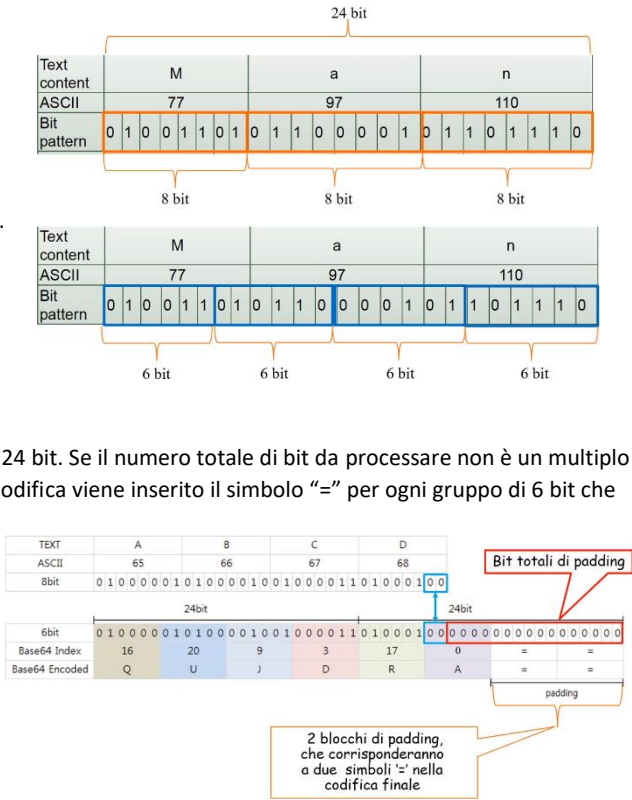 24 bit
Text content M a n
ASCII 77 97 110
Bit pattern 0 1 0 0 1 1 0 1 0 1 1 0 0 0 0 1 0 1 1 0 1 1 1 0
8 bit 8 bit 8 bit
.
Text content M a n
ASCII 77 97 110
Bit pattern 0 1 0 0 1 1 0 1 0 1 1 0 0 0 0 1 0 1 1 0 1 1 1 0
6 bit 6 bit 6 bit 6 bit
24 bit. Se il numero totale di bit da processare non è un multiplo
odifica viene inserito il simbolo “=” per ogni gruppo di 6 bit che
TEXT A B C D
ASCII 65 66 67 68
8bit 0 1 0 0 0 0 0 1 0 1 0 0 0 0 1 0 0 1 0 0 0 0 1 1 0 1 0 0 0 1 0 0
Bit totali di padding
24bit 24bit
6bit 0 1 0 0 0 0 0 1 0 1 0 0 0 0 1 0 0 1 0 0 0 0 1 1 0 1 0 0 0 1 0 0 0 0 0 0 0 0 0 0 0 0 0 0 0 0 0 0
Base64 Index 16 20 9 3 17 0 = =
Base64 Encoded Q U J D R A = =
padding
2 blocchi di padding,
che corrisponderanno
a due simboli '=' nella
codifica finale